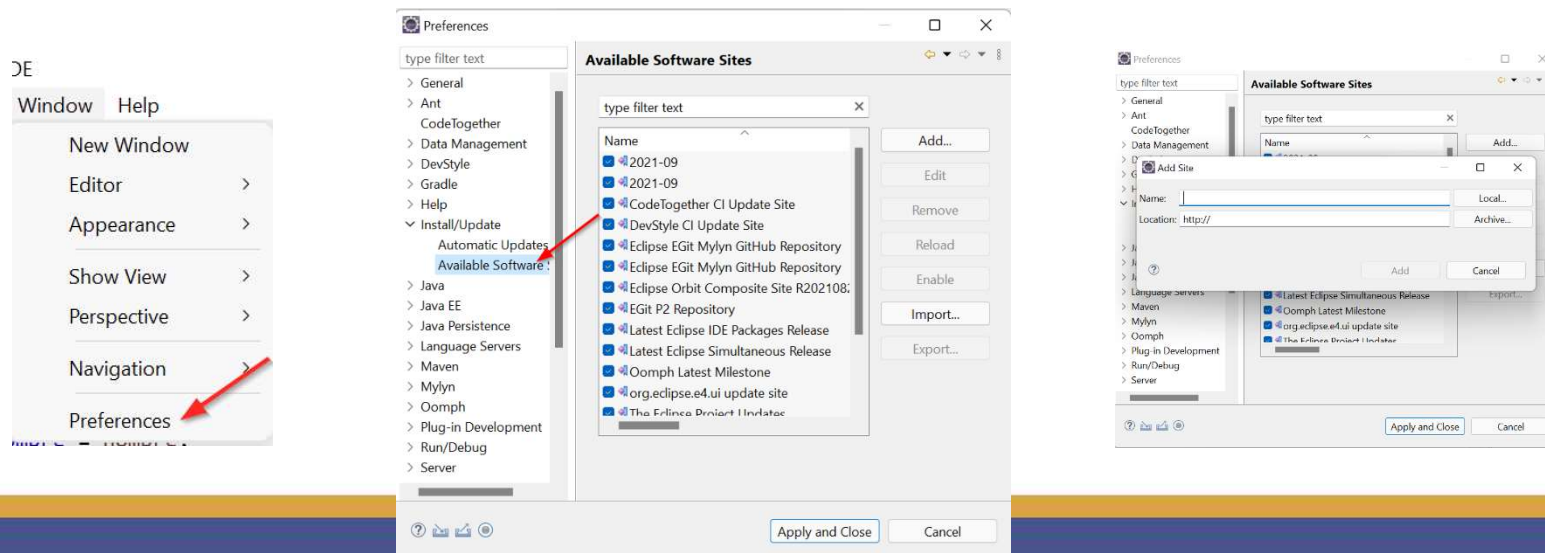 DE
Window Help
New Window
Editor
Appearance
Show View
Perspective
Navigation
Preferences
Preferences
type filter text
General
Ant
CodeTogether
Data Management
DevStyle
Gradle
Help
Install/Update
Automatic Updates
Available Software S
Java
Java EE
Java Persistence
Language Servers
Maven
Mylyn
Oomph
Plug-in Development
Run/Debug
Server
Available Software Sites
type filter text
Name
2021-09
2021-09
CodeTogether CI Update Site
DevStyle CI Update Site
Eclipse EGit Mylyn GitHub Repository
Eclipse EGit Mylyn GitHub Repository
Eclipse Orbit Composite Site R202108
EGit P2 Repository
Latest Eclipse IDE Packages Release
Latest Eclipse Simultaneous Release
Oomph Latest Milestone
org.eclipse.e4.ui update site
The Eclipse Project Updates
Add...
Edit
Remove
Reload
Enable
Import...
Export...
Apply and Close Cancel
Preferences
type filter text
General
Ant
CodeTogether
Data Management
Available Software Sites
type filter text
Name
Add...
Add Site
Name:
Local...
Location: http://
Archive...
Add Cancel
Language Servers
Maven
Mylyn
Oomph
Plug-in Development
Run/Debug
Server
Latest Eclipse Simultaneous Release
Oomph Latest Milestone
org.eclipse.e4.ui update site
The Eclipse Project Updates
Export...
Apply and Close Cancel